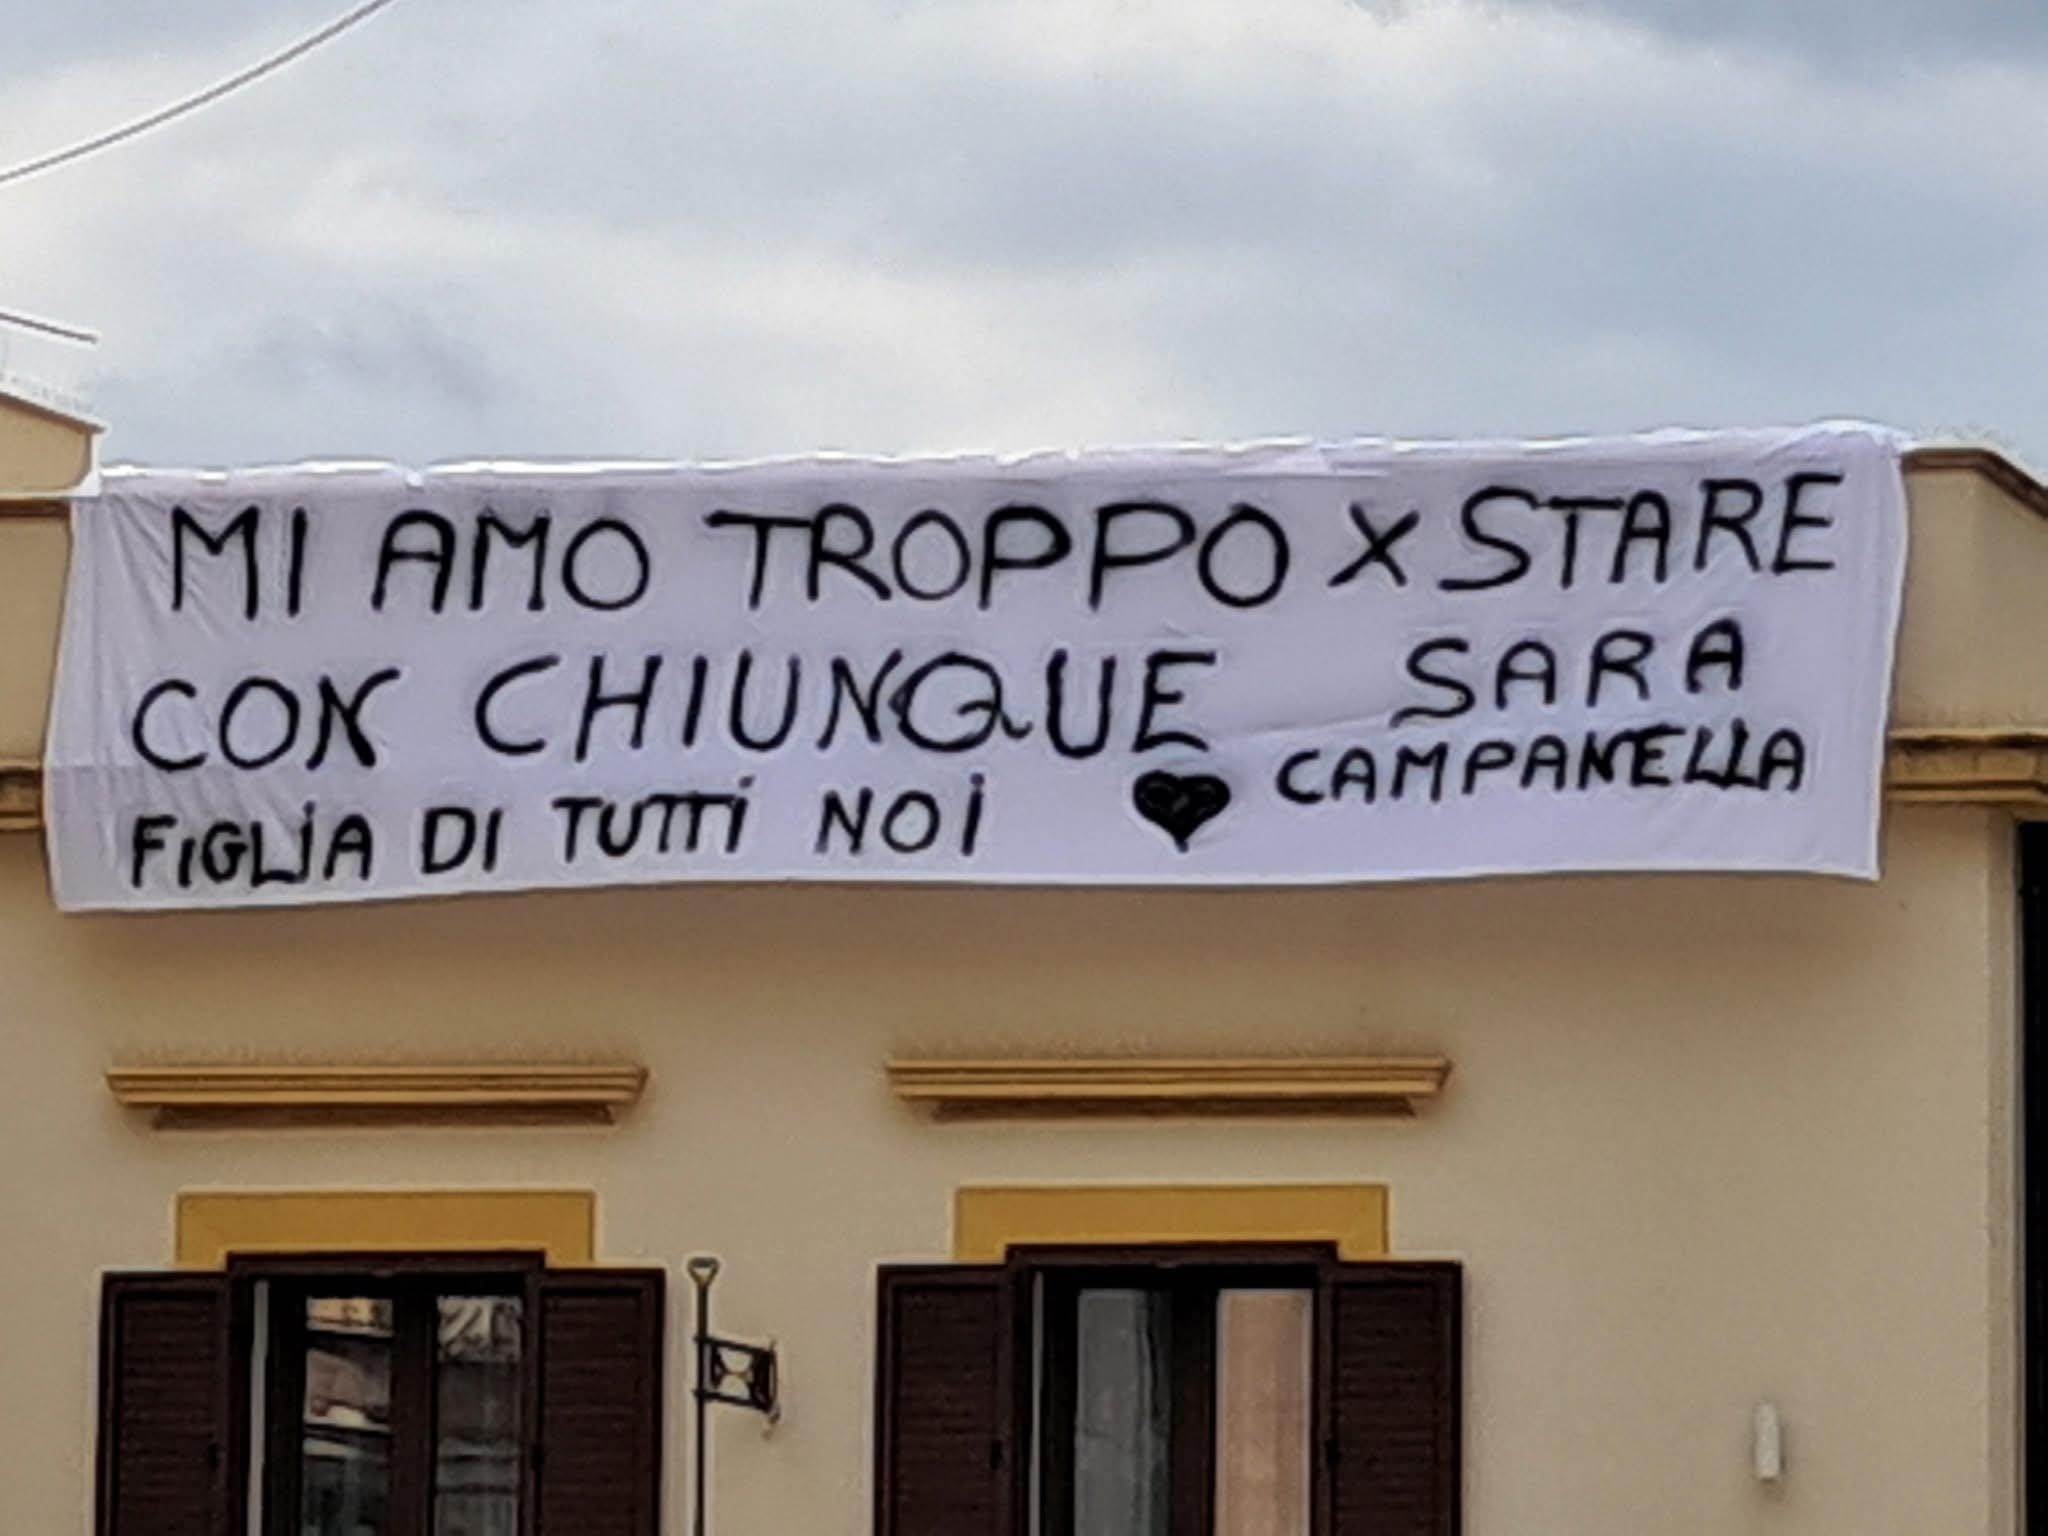 MI AMO TROPPO X STARE
CON CHIUNQUE SARA
CAMPANELLA
FIGLIA DI TUTTI NOI